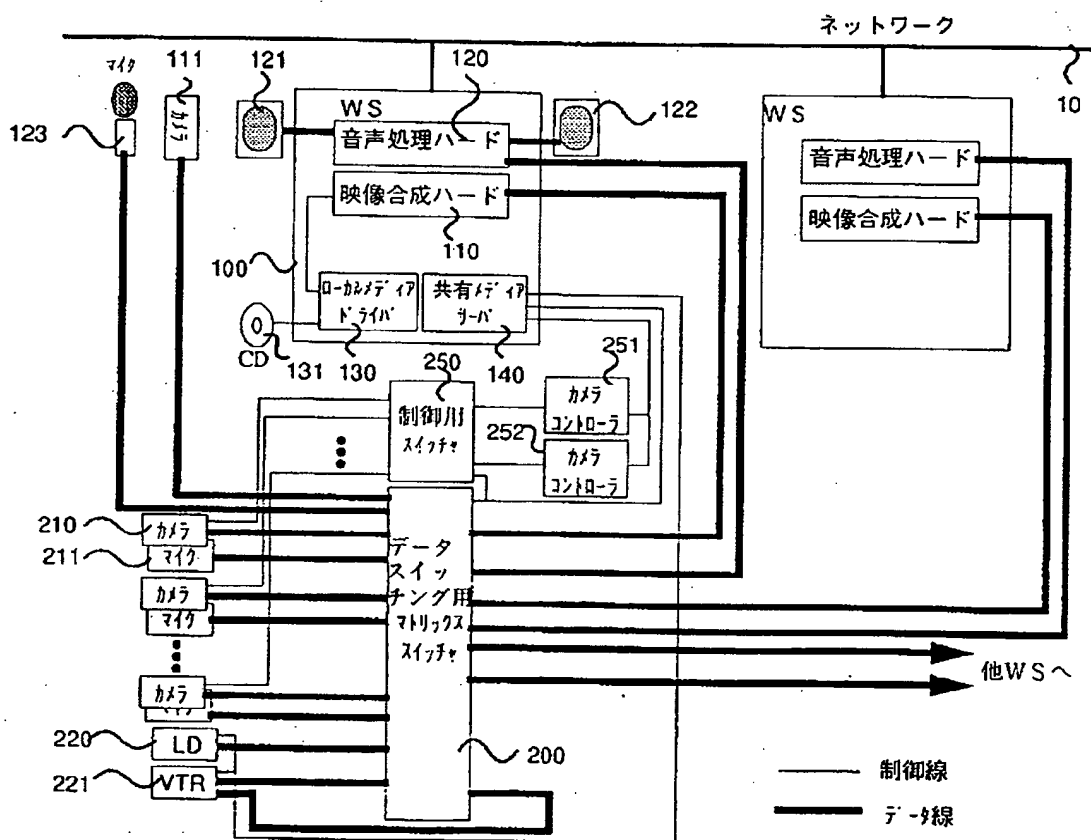 ネットワーク
10
マイク
111
カメラ
123
121
120
122
WS
音声処理ハード
映像合成ハード
110
100
ローカルメディア
ドライバ
共有メディア
サーバ
CD
131
130
140
WS
音声処理ハード
映像合成ハード
250
制御用
スイッチャ
251
カメラ
コントローラ
252
カメラ
コントローラ
210
カメラ
211
マイク
カメラ
マイク
カメラ
220
LD
221
VTR
データ
スイッ
チング用
マトリックス
スイッチャ
200
他WSへ
制御線
データ線